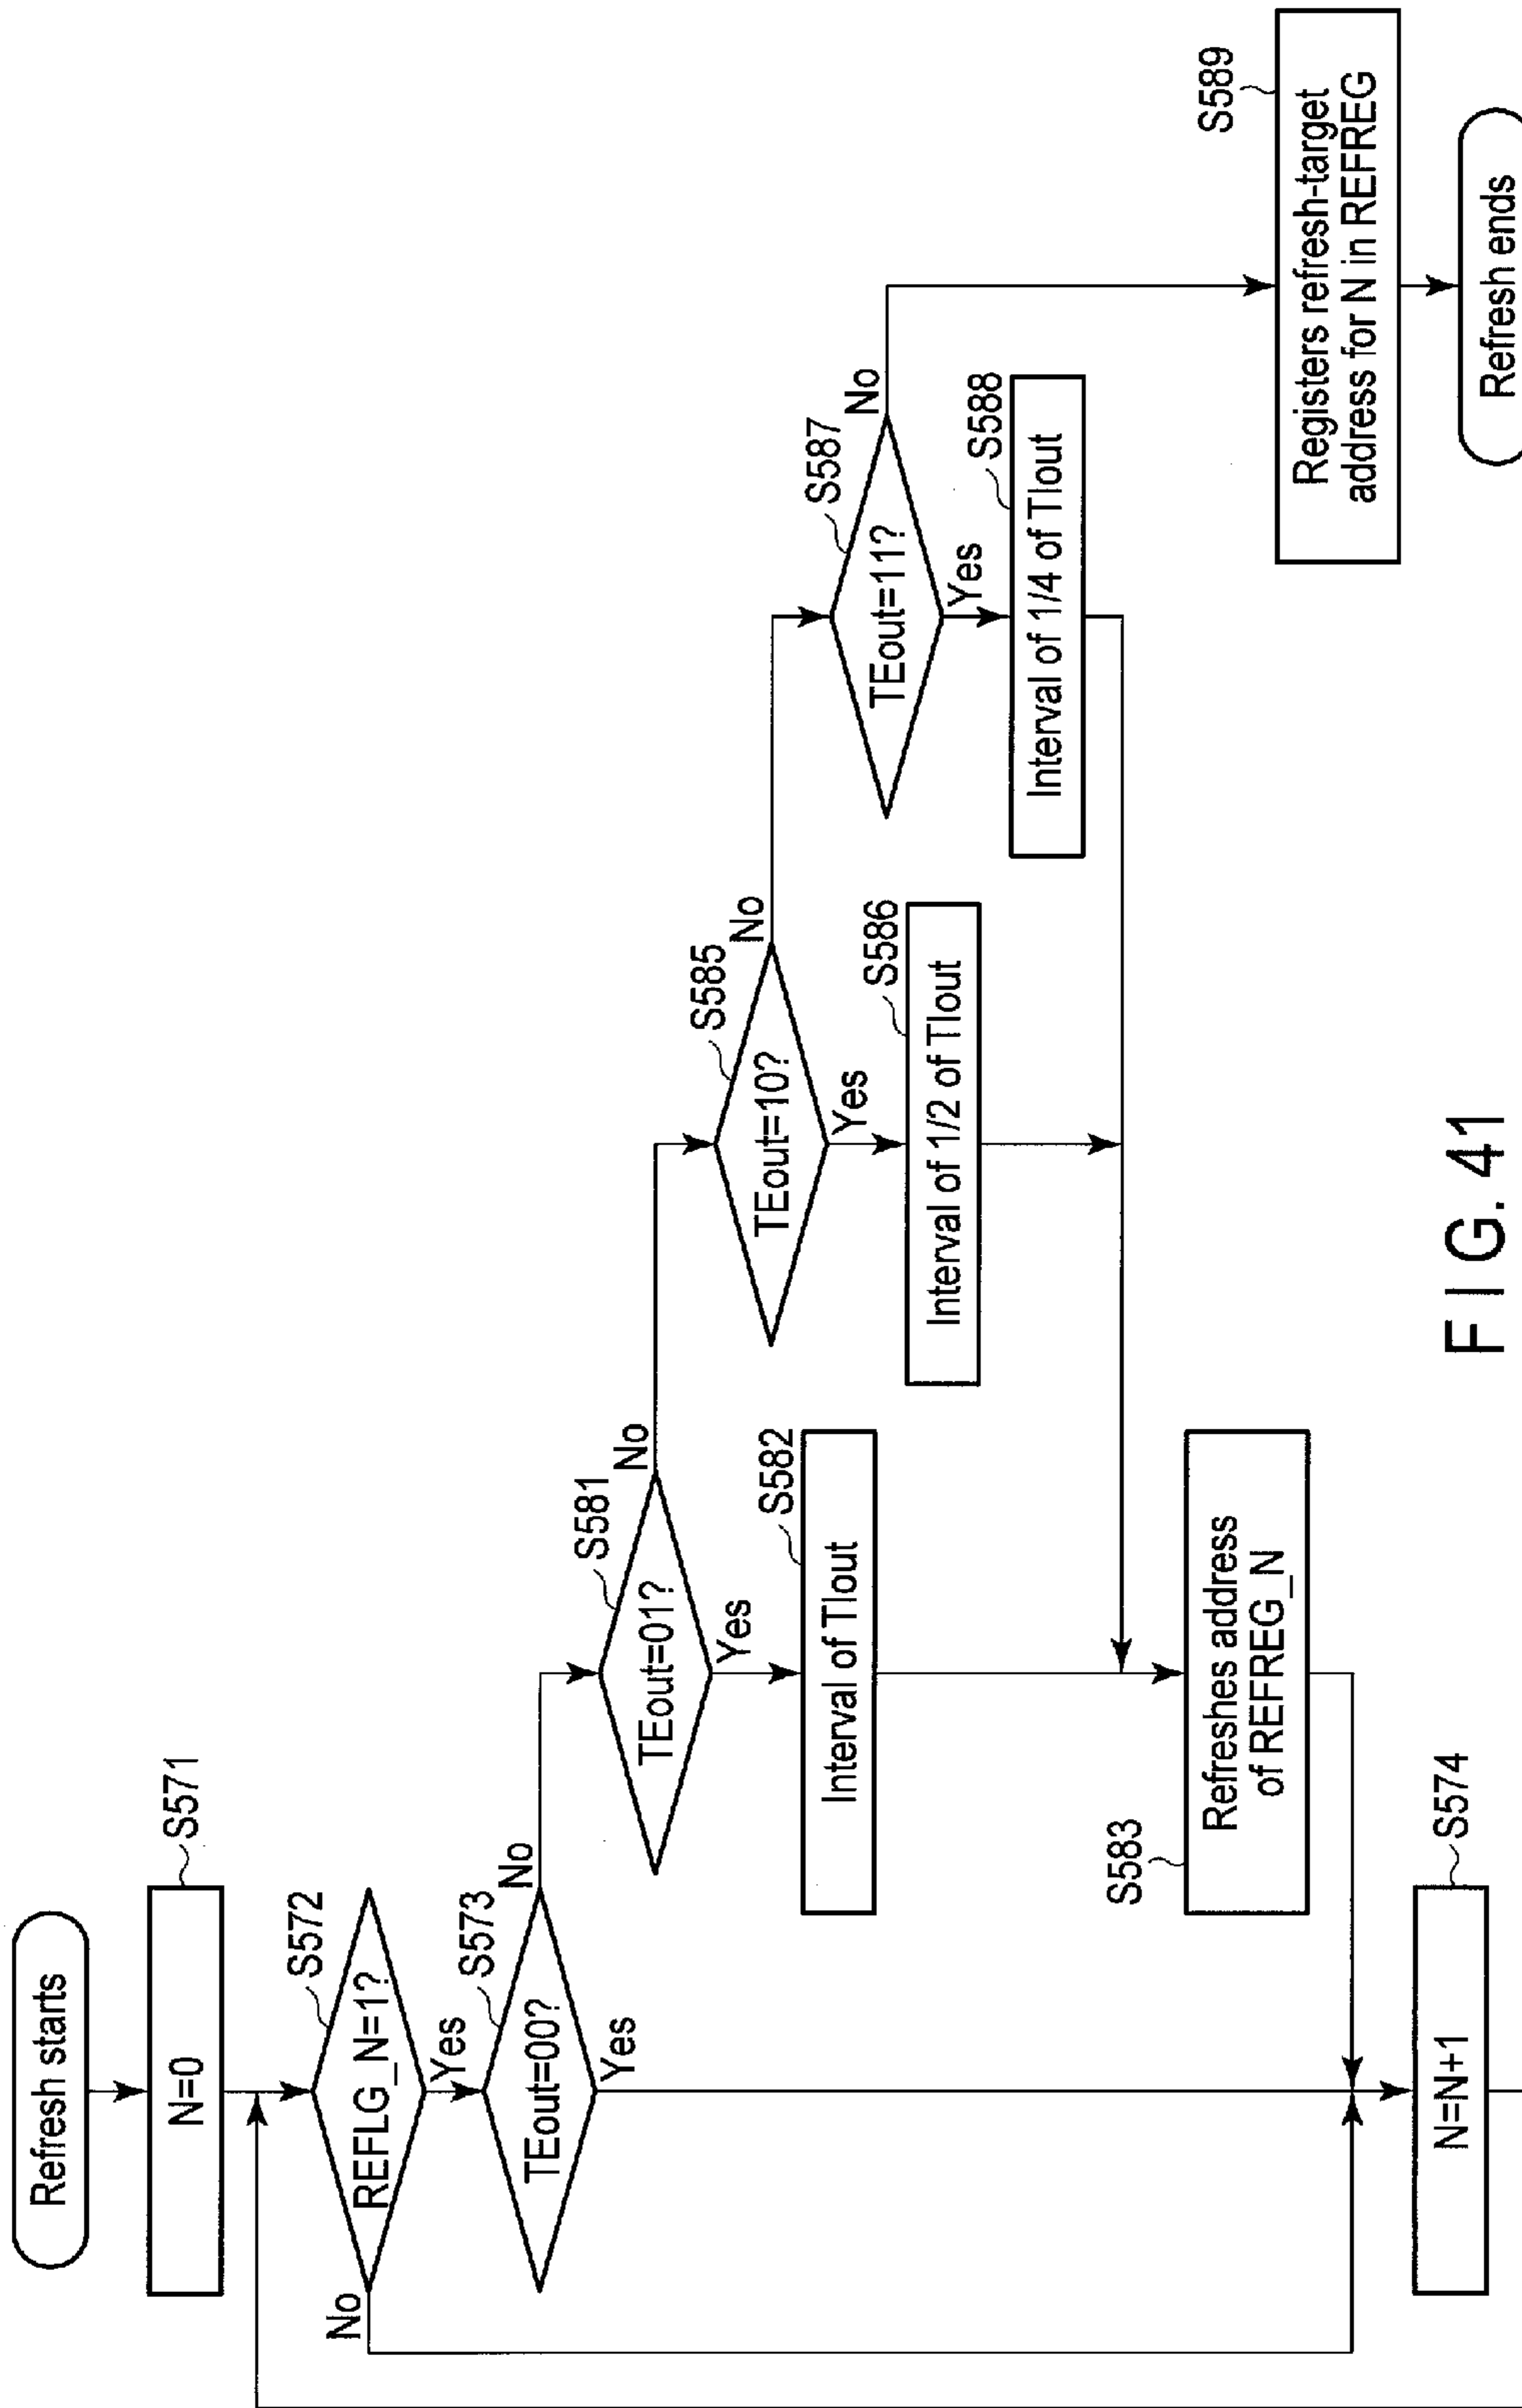 Refresh starts
N=0
S571
REFLG_N=1?
S572
No
Yes
TEout=00?
S573
No
Yes
TEout=01?
S581
No
Yes
Interval of TIout
S582
TEout=10?
S585
No
Yes
Interval of 1/2 of TIout
S586
TEout=11?
S587
No
Yes
Interval of 1/4 of TIout
S588
S583
Refreshes address
of REFREG_N
S589
Registers refresh-target
address for N in REFREG
N=N+1
S574
Refresh ends
FIG. 41